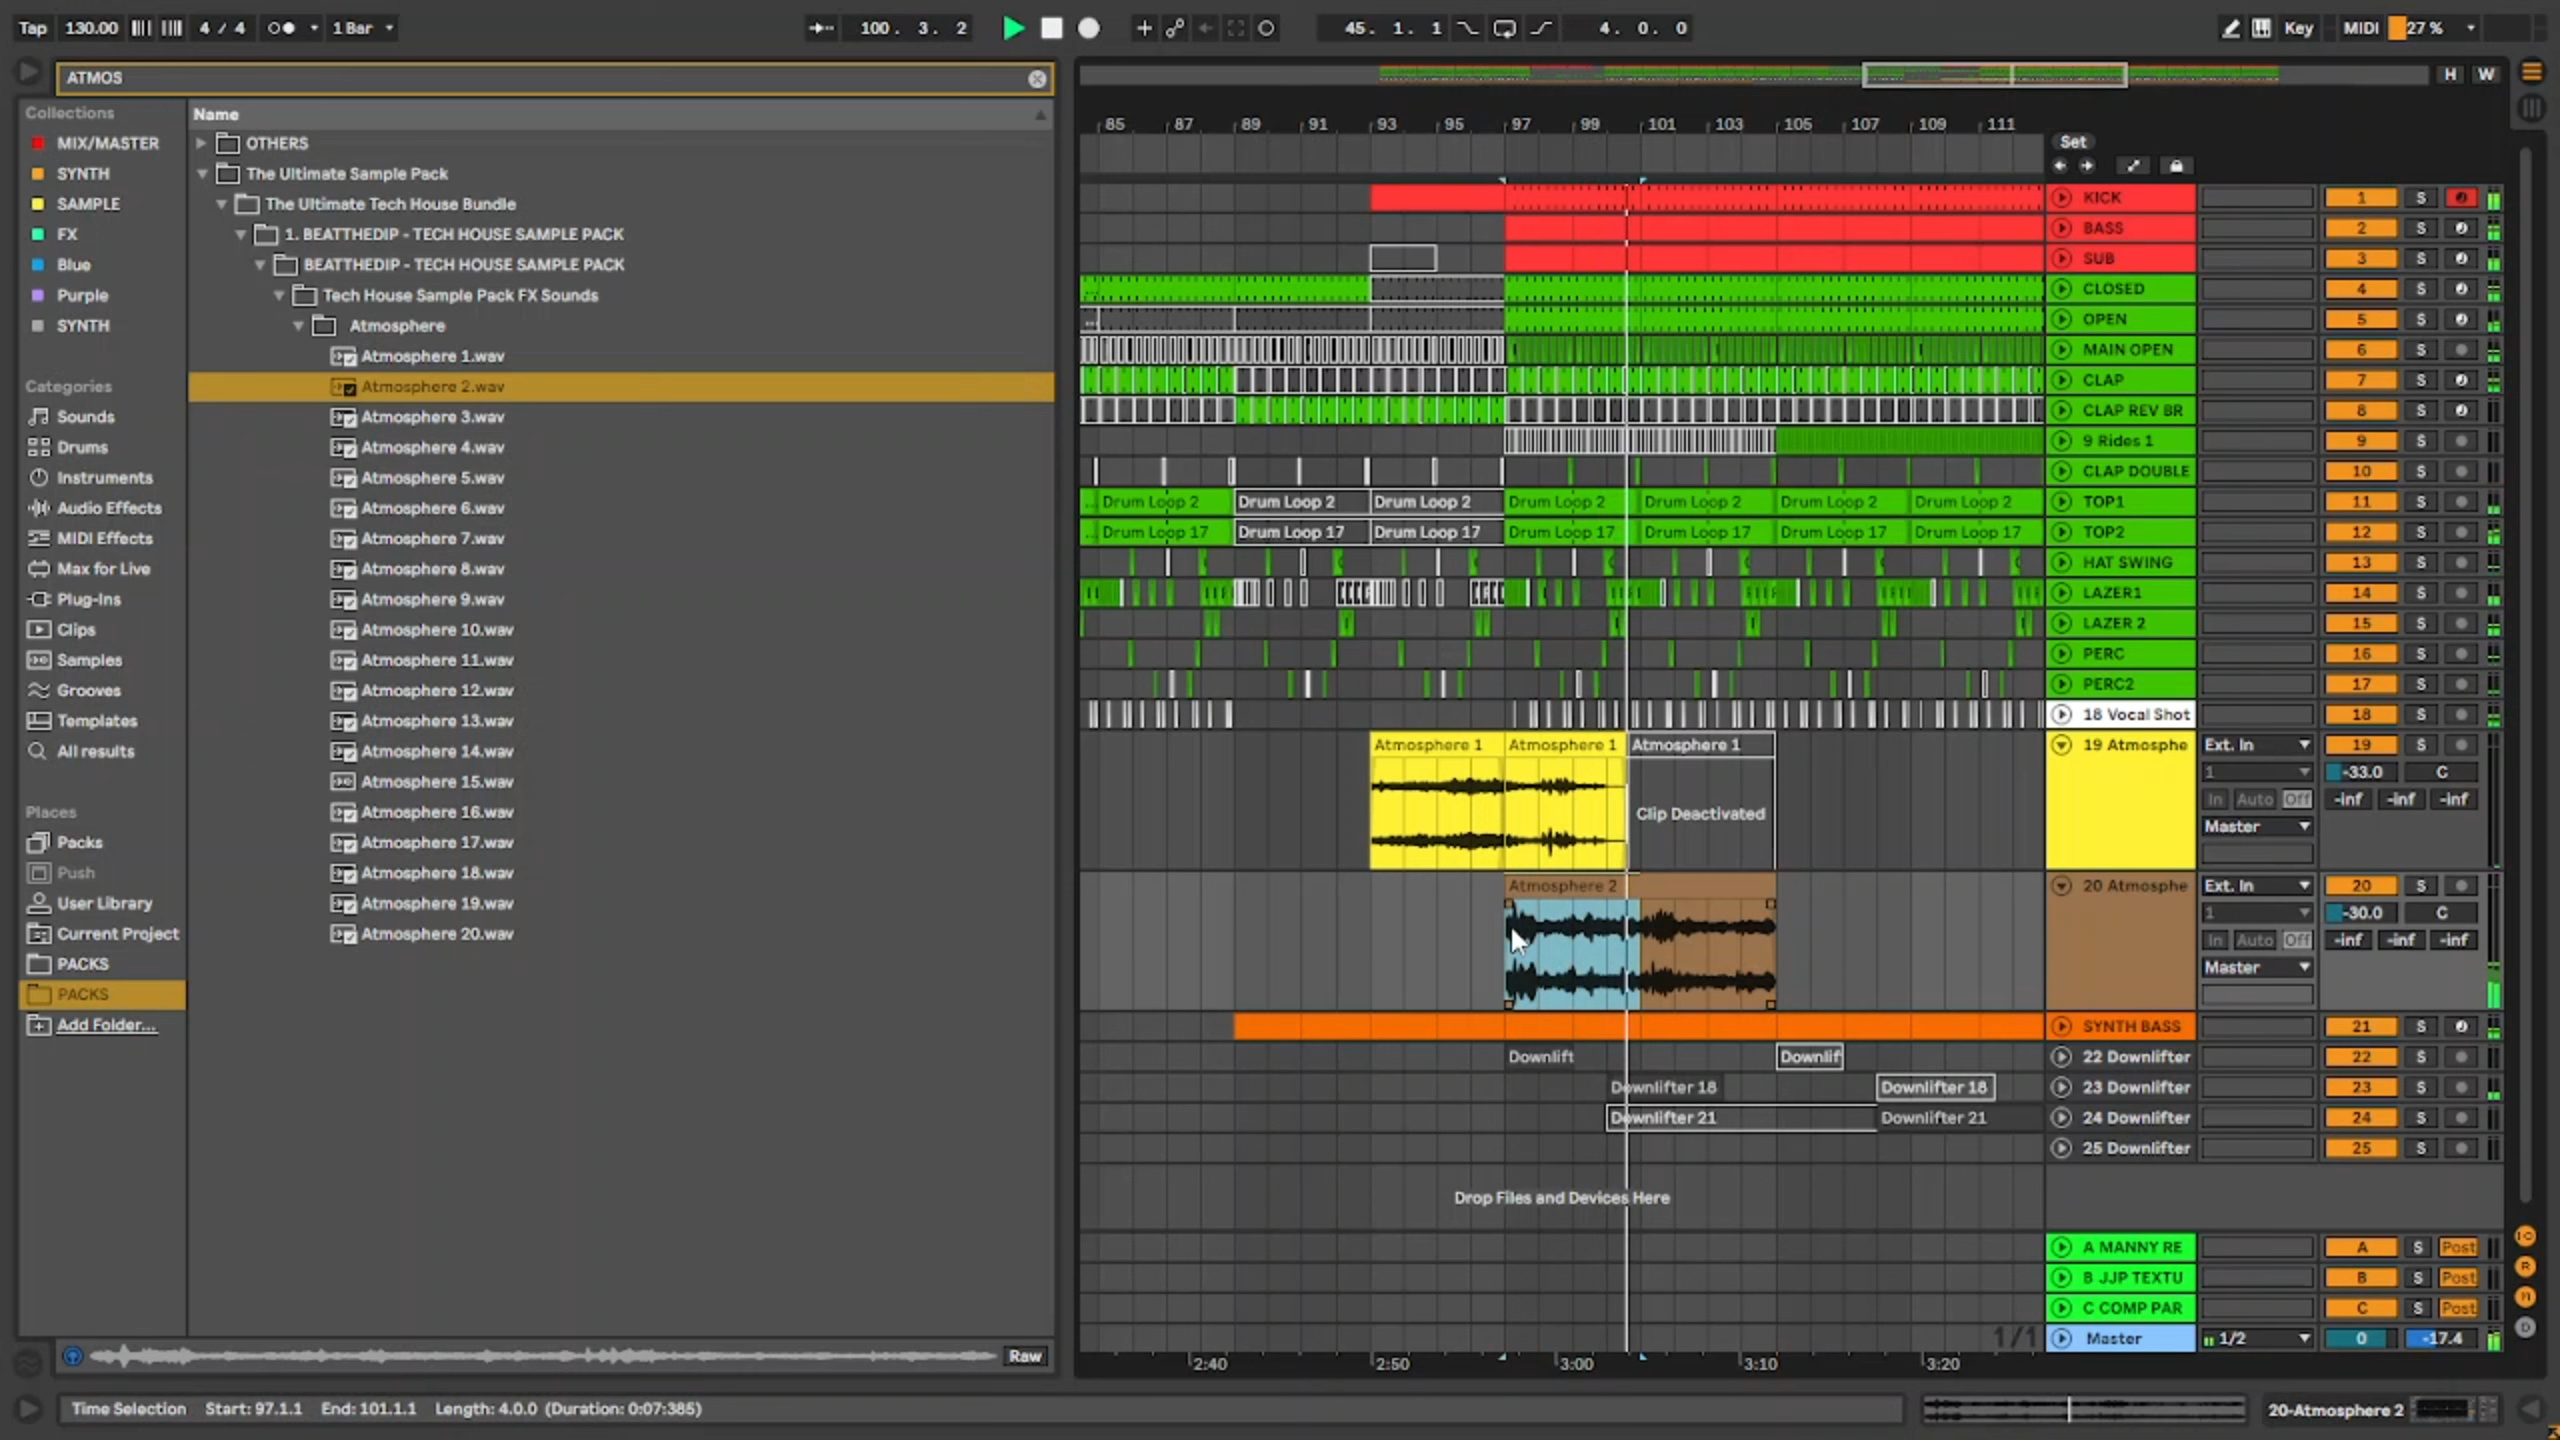 Tap 130.00 4 / 4 1 Bar 100. 3. 2 45. 1. 1 4. 0. 0 Key MIDI 27 %
ATMOS
H W
Collections
MIX/MASTER
SYNTH
SAMPLE
FX
Blue
Purple
SYNTH
Categories
Sounds
Drums
Instruments
Audio Effects
MIDI Effects
Max for Live
Plug-Ins
Clips
Samples
Grooves
Templates
All results
Places
Packs
Push
User Library
Current Project
PACKS
PACKS
Add Folder...
Name
OTHERS
The Ultimate Sample Pack
The Ultimate Tech House Bundle
1. BEATTHEDIP - TECH HOUSE SAMPLE PACK
BEATTHEDIP - TECH HOUSE SAMPLE PACK
Tech House Sample Pack FX Sounds
Atmosphere
Atmosphere 1.wav
Atmosphere 2.wav
Atmosphere 3.wav
Atmosphere 4.wav
Atmosphere 5.wav
Atmosphere 6.wav
Atmosphere 7.wav
Atmosphere 8.wav
Atmosphere 9.wav
Atmosphere 10.wav
Atmosphere 11.wav
Atmosphere 12.wav
Atmosphere 13.wav
Atmosphere 14.wav
Atmosphere 15.wav
Atmosphere 16.wav
Atmosphere 17.wav
Atmosphere 18.wav
Atmosphere 19.wav
Atmosphere 20.wav
Raw
85 87 89 91 93 95 97 99 101 103 105 107 109 111
Set
KICK 1 S
BASS 2 S
SUB 3 S
CLOSED 4 S
OPEN 5 S
MAIN OPEN 6 S
CLAP 7 S
CLAP REV BR 8 S
9 Rides 1 9 S
CLAP DOUBLE 10 S
... Drum Loop 2 Drum Loop 2 Drum Loop 2 Drum Loop 2 Drum Loop 2 Drum Loop 2 Drum Loop 2 TOP1 11 S
... Drum Loop 17 Drum Loop 17 Drum Loop 17 Drum Loop 17 Drum Loop 17 Drum Loop 17 Drum Loop 17 TOP2 12 S
HAT SWING 13 S
LAZER1 14 S
LAZER 2 15 S
PERC 16 S
PERC2 17 S
18 Vocal Shot 18 S
Atmosphere 1 Atmosphere 1 Atmosphere 1 19 Atmosphe Ext. In 19 S
1 -33.0 C
In Auto Off -inf -inf -inf
Clip Deactivated
Master
Atmosphere 2 20 Atmosphe Ext. In 20 S
1 -30.0 C
In Auto Off -inf -inf -inf
Master
SYNTH BASS 21 S
Downlift Downlif 22 Downlifter 22 S
Downlifter 18 Downlifter 18 23 Downlifter 23 S
Downlifter 21 Downlifter 21 24 Downlifter 24 S
25 Downlifter 25 S
Drop Files and Devices Here
A MANNY RE A S Post
B JJP TEXTU B S Post
C COMP PAR C S Post
1/1 Master 1/2 0 -17.4
2:40 2:50 3:00 3:10 3:20
Time Selection Start: 97.1.1 End: 101.1.1 Length: 4.0.0 (Duration: 0:07:385)
20-Atmosphere 2